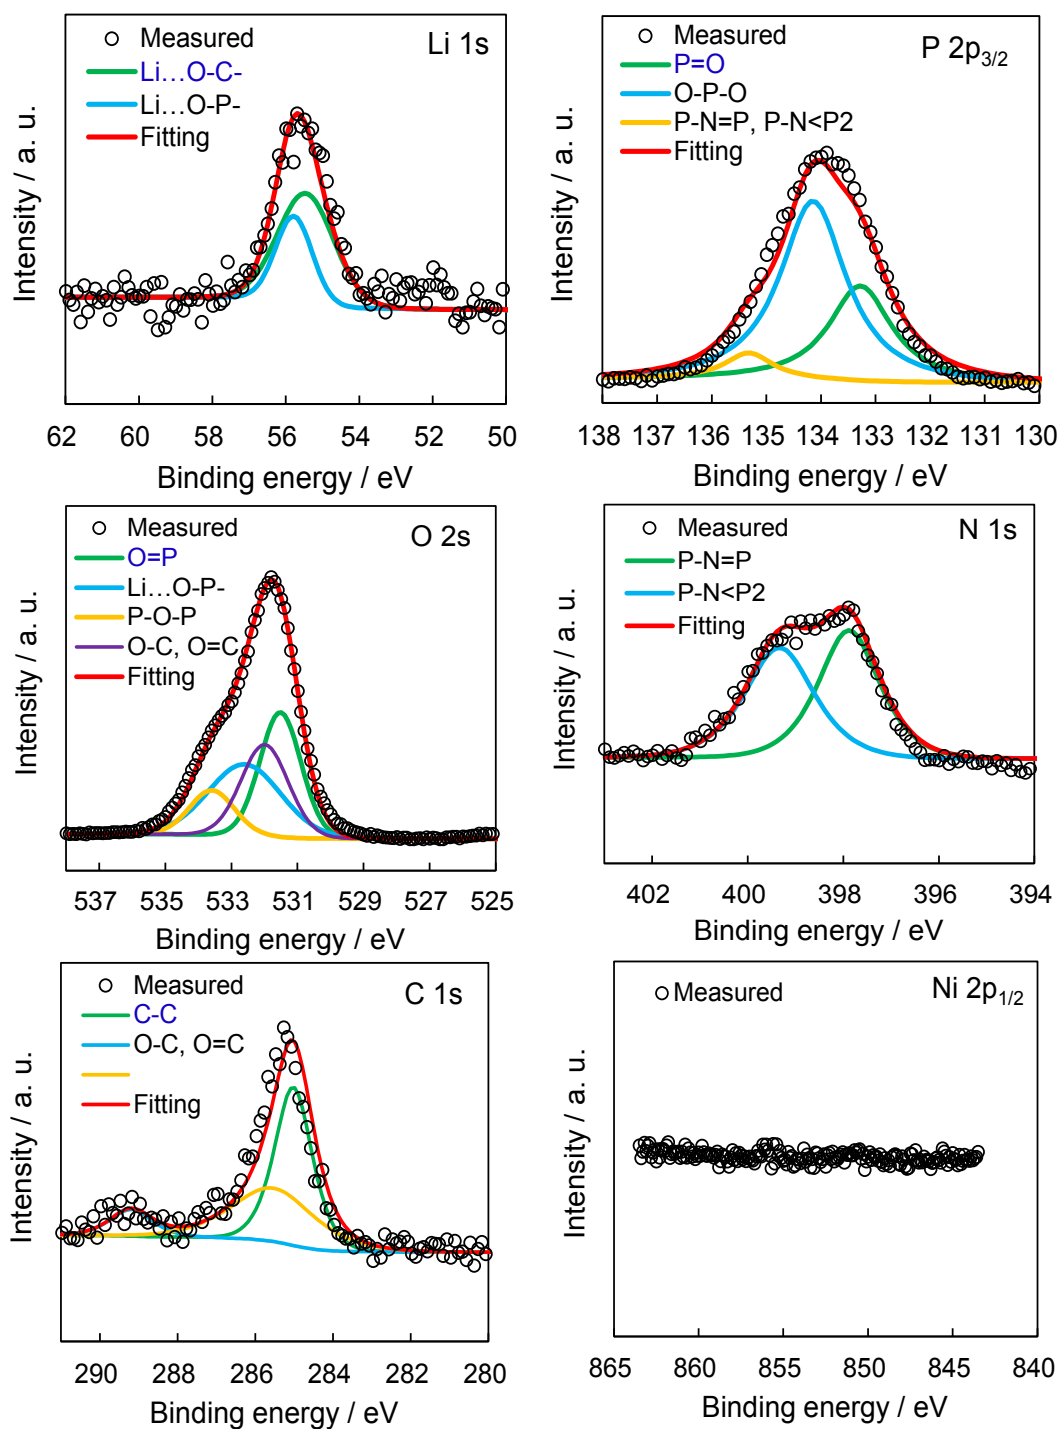 Measured
Li…O-C-
Li…O-P-
Fitting
Li 1s
Intensity / a. u.
62 60 58 56 54 52 50
Binding energy / eV
Measured
P=O
O-P-O
P-N=P, P-N<P2
Fitting
P 2p3/2
Intensity / a. u.
138 137 136 135 134 133 132 131 130
Binding energy / eV
Measured
O=P
Li…O-P-
P-O-P
O-C, O=C
Fitting
O 2s
Intensity / a. u.
537 535 533 531 529 527 525
Binding energy / eV
Measured
P-N=P
P-N<P2
Fitting
N 1s
Intensity / a. u.
402 400 398 396 394
Binding energy / eV
Measured
C-C
O-C, O=C
Fitting
C 1s
Intensity / a. u.
290 288 286 284 282 280
Binding energy / eV
Measured
Ni 2p1/2
Intensity / a. u.
865 860 855 850 845 840
Binding energy / eV